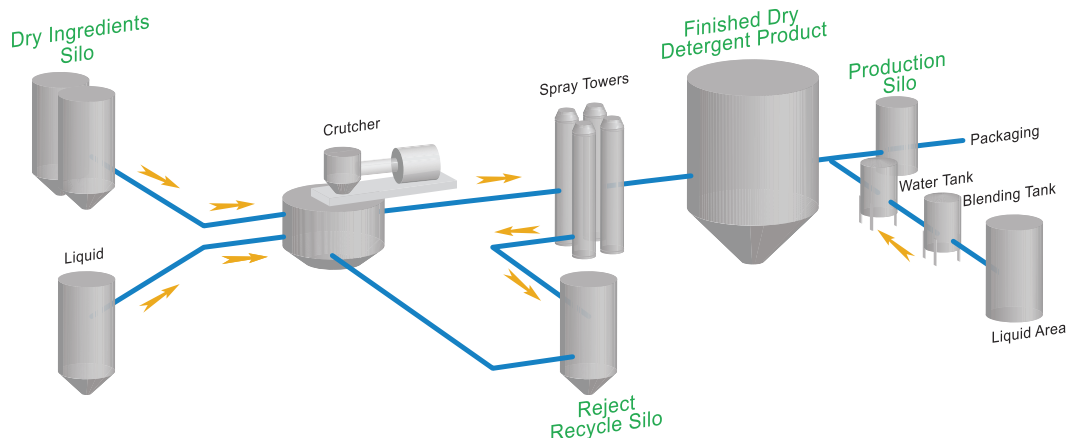 Dry Ingredients
Silo
Liquid
Crutcher
Spray Towers
Reject
Recycle Silo
Finished Dry
Detergent Product
Production
Silo
Packaging
Water Tank
Blending Tank
Liquid Area